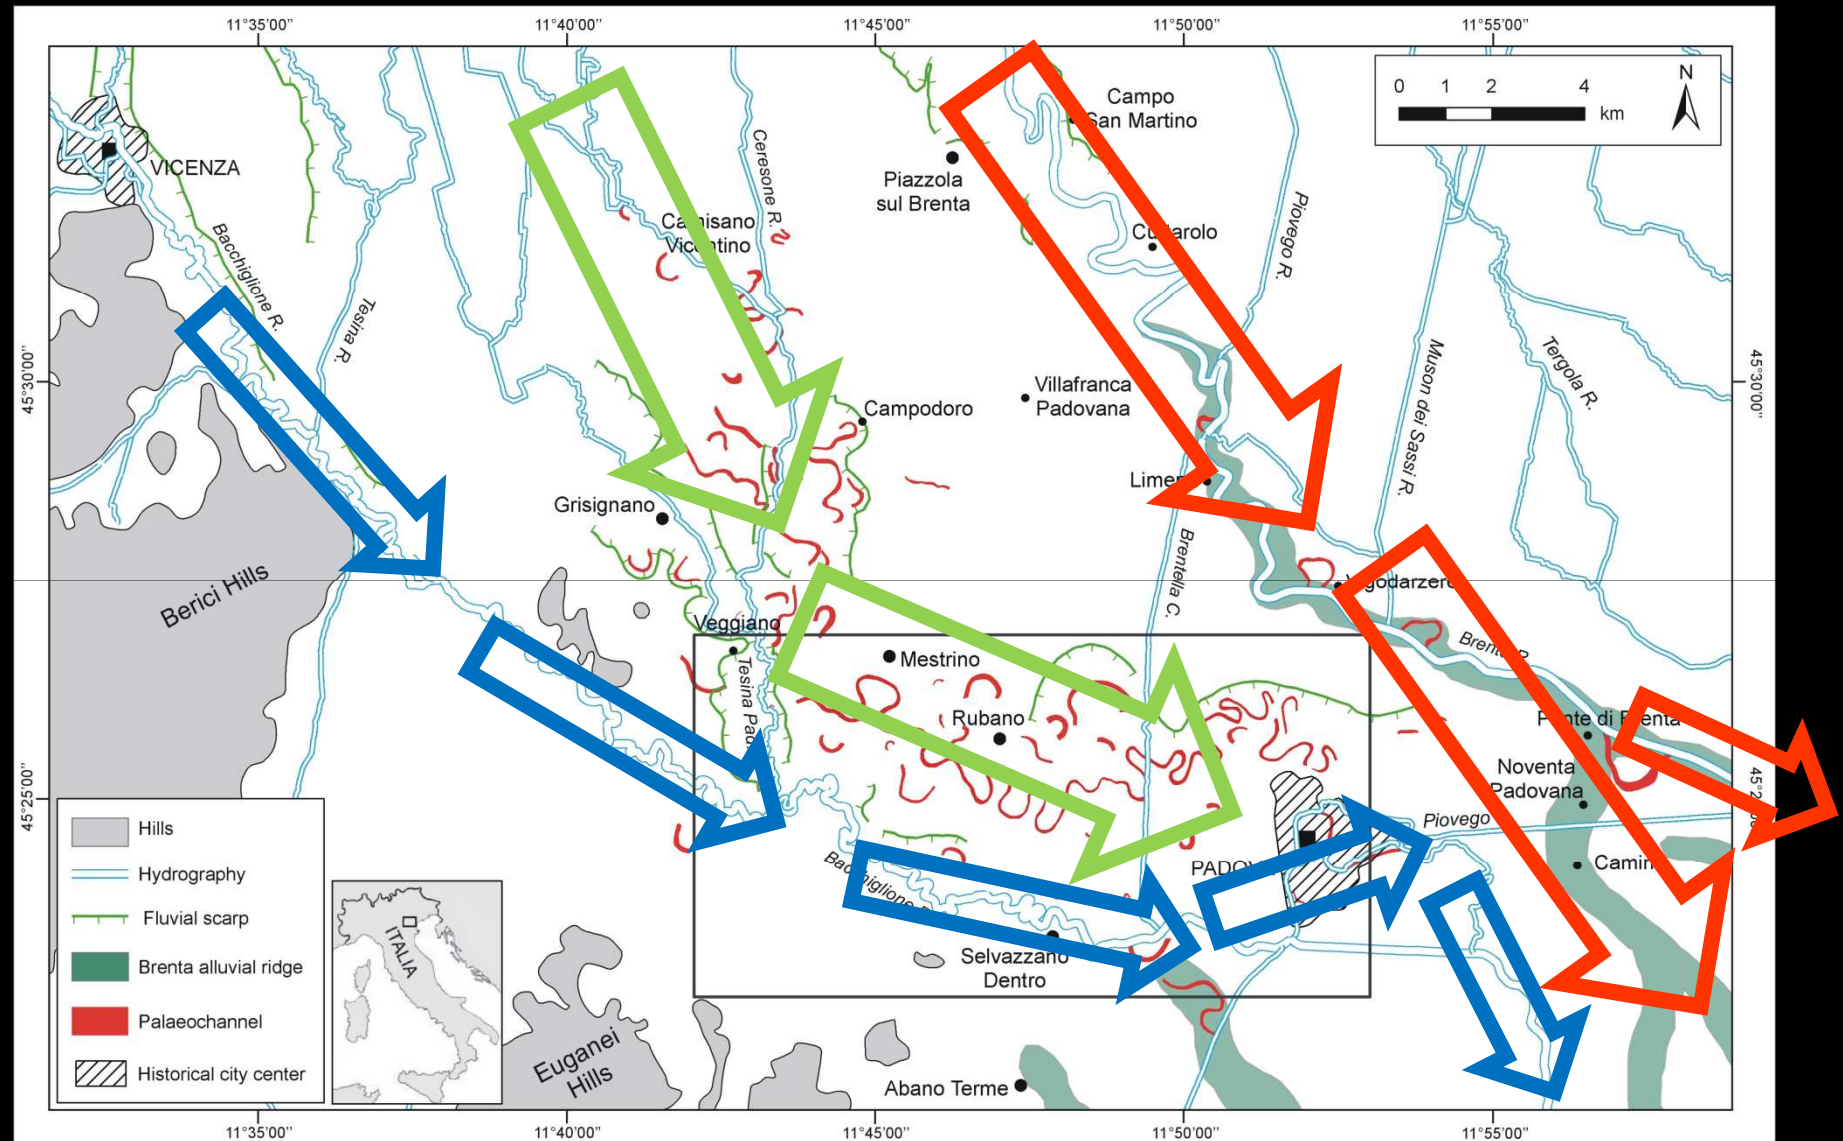 11°35'00''
11°40'00''
11°45'00''
11°50'00''
11°55'00''
0 1 2 4
km
N
Campo
San Martino
VICENZA
Piazzola
sul Brenta
Ceresone R.
Piovego R.
Bacchiglione R.
Tesina R.
45°30'00''
45°30'00''
Villafranca
Padovana
Campodoro
Muson dei Sassi R.
Tergola R.
Grisignano
Brentella C.
Berici Hills
Veggiano
Mestrino
Rubano
Noventa
Padovana
45°25'00''
Piovego
Selvazzano
Dentro
Euganei
Hills
Abano Terme
Hills
Hydrography
Fluvial scarp
Brenta alluvial ridge
Palaeochannel
Historical city center
ITALIA
11°35'00''
11°40'00''
11°45'00''
11°50'00''
11°55'00''